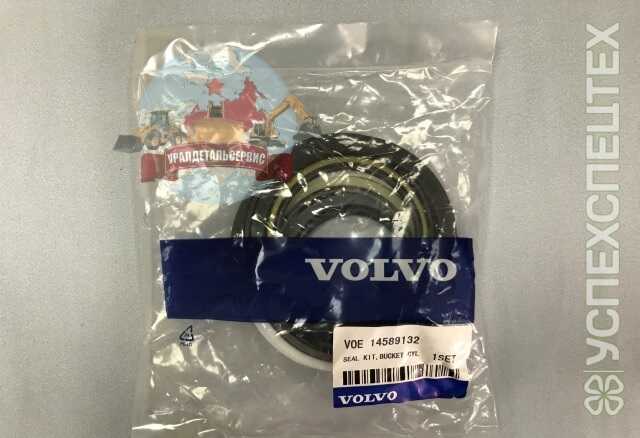 УРАЛДЕТАЛЬСЕРВИС
VOLVO
VOE 14589132
SEAL KIT, BUCKET CYL.
1SET
VOLVO
УСПЕХСПЕЦТЕХ